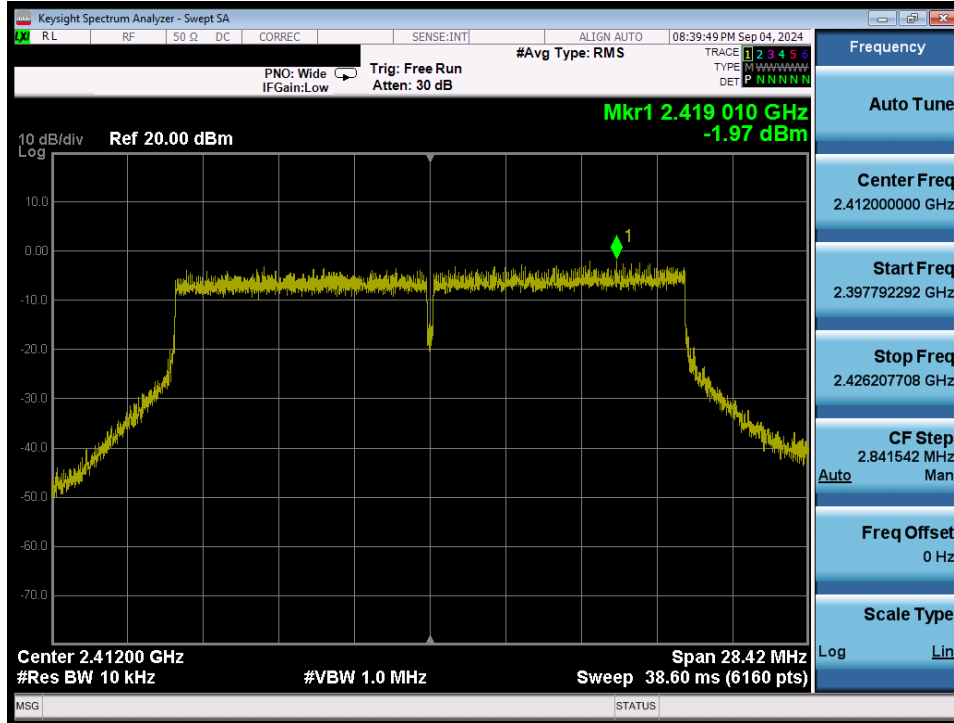 Keysight Spectrum Analyzer - Swept SA
LXI RL RF 50 Ω DC CORREC SENSE:INT ALIGN AUTO 08:39:49 PM Sep 04, 2024
PNO: Wide
IFGain:Low
Trig: Free Run
Atten: 30 dB
#Avg Type: RMS
TRACE 1 2 3 4 5 6
TYPE M W W W W W
DET P N N N N N
Mkr1 2.419 010 GHz
-1.97 dBm
10 dB/div
Log
Ref 20.00 dBm
10.0
0.00
-10.0
-20.0
-30.0
-40.0
-50.0
-60.0
-70.0
1
Center 2.41200 GHz
#Res BW 10 kHz
#VBW 1.0 MHz
Span 28.42 MHz
Sweep 38.60 ms (6160 pts)
MSG
STATUS
Frequency
Auto Tune
Center Freq
2.412000000 GHz
Start Freq
2.397792292 GHz
Stop Freq
2.426207708 GHz
CF Step
2.841542 MHz
Auto Man
Freq Offset
0 Hz
Scale Type
Log Lin